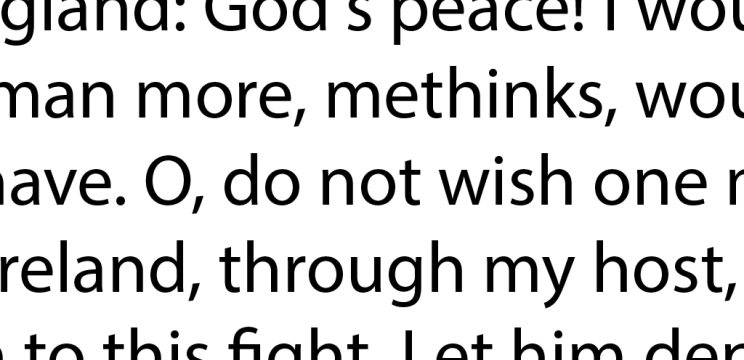 gland: God's peace! I wou
man more, methinks, wou
have. O, do not wish one
reland, through my host,
to this fight. Let him dep